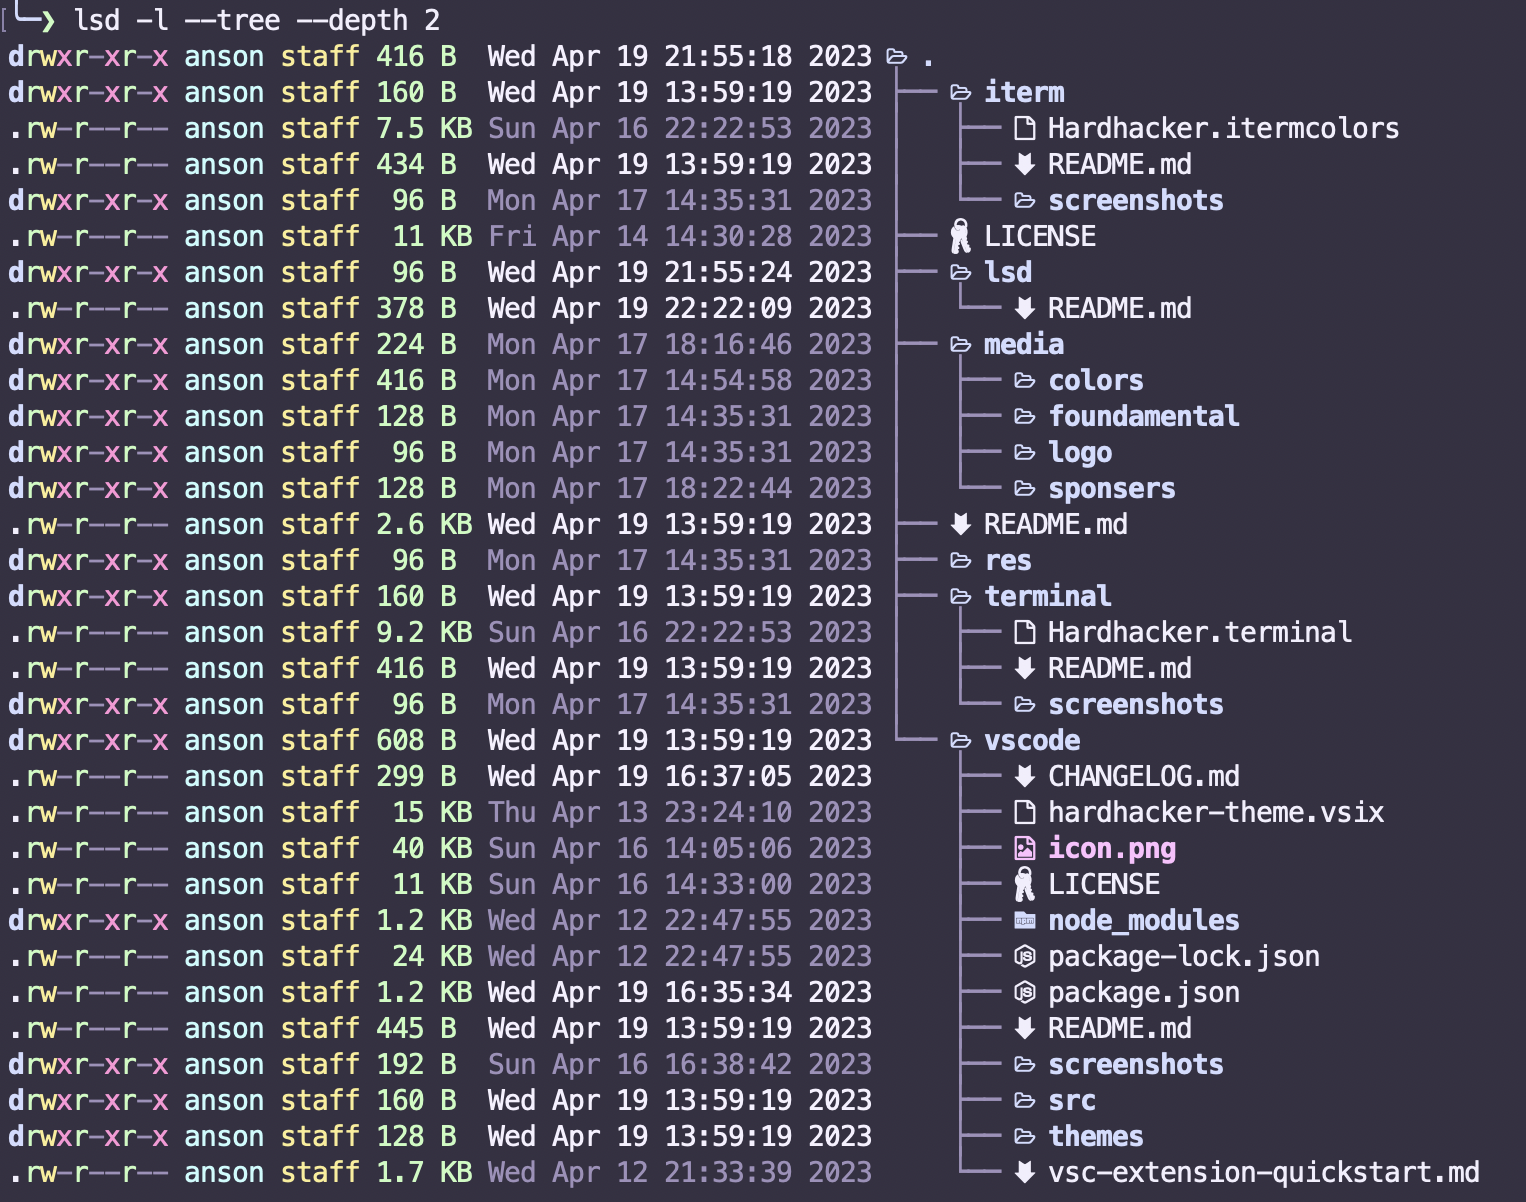 ❯ lsd -l --tree --depth 2
drwxr-xr-x anson staff 416 B  Wed Apr 19 21:55:18 2023 .
drwxr-xr-x anson staff 160 B  Wed Apr 19 13:59:19 2023 ├── iterm
.rw-r--r-- anson staff 7.5 KB Sun Apr 16 22:22:53 2023 │  ├── Hardhacker.itermcolors
.rw-r--r-- anson staff 434 B  Wed Apr 19 13:59:19 2023 │  ├── README.md
drwxr-xr-x anson staff  96 B  Mon Apr 17 14:35:31 2023 │  └── screenshots
.rw-r--r-- anson staff  11 KB Fri Apr 14 14:30:28 2023 ├── LICENSE
drwxr-xr-x anson staff  96 B  Wed Apr 19 21:55:24 2023 ├── lsd
.rw-r--r-- anson staff 378 B  Wed Apr 19 22:22:09 2023 │  └── README.md
drwxr-xr-x anson staff 224 B  Mon Apr 17 18:16:46 2023 ├── media
drwxr-xr-x anson staff 416 B  Mon Apr 17 14:54:58 2023 │  ├── colors
drwxr-xr-x anson staff 128 B  Mon Apr 17 14:35:31 2023 │  ├── foundamental
drwxr-xr-x anson staff  96 B  Mon Apr 17 14:35:31 2023 │  ├── logo
drwxr-xr-x anson staff 128 B  Mon Apr 17 18:22:44 2023 │  └── sponsers
.rw-r--r-- anson staff 2.6 KB Wed Apr 19 13:59:19 2023 ├── README.md
drwxr-xr-x anson staff  96 B  Mon Apr 17 14:35:31 2023 ├── res
drwxr-xr-x anson staff 160 B  Wed Apr 19 13:59:19 2023 ├── terminal
.rw-r--r-- anson staff 9.2 KB Sun Apr 16 22:22:53 2023 │  ├── Hardhacker.terminal
.rw-r--r-- anson staff 416 B  Wed Apr 19 13:59:19 2023 │  ├── README.md
drwxr-xr-x anson staff  96 B  Mon Apr 17 14:35:31 2023 │  └── screenshots
drwxr-xr-x anson staff 608 B  Wed Apr 19 13:59:19 2023 └── vscode
.rw-r--r-- anson staff 299 B  Wed Apr 19 16:37:05 2023    ├── CHANGELOG.md
.rw-r--r-- anson staff  15 KB Thu Apr 13 23:24:10 2023    ├── hardhacker-theme.vsix
.rw-r--r-- anson staff  40 KB Sun Apr 16 14:05:06 2023    ├── icon.png
.rw-r--r-- anson staff  11 KB Sun Apr 16 14:33:00 2023    ├── LICENSE
drwxr-xr-x anson staff 1.2 KB Wed Apr 12 22:47:55 2023    ├── node_modules
.rw-r--r-- anson staff  24 KB Wed Apr 12 22:47:55 2023    ├── package-lock.json
.rw-r--r-- anson staff 1.2 KB Wed Apr 19 16:35:34 2023    ├── package.json
.rw-r--r-- anson staff 445 B  Wed Apr 19 13:59:19 2023    ├── README.md
drwxr-xr-x anson staff 192 B  Sun Apr 16 16:38:42 2023    ├── screenshots
drwxr-xr-x anson staff 160 B  Wed Apr 19 13:59:19 2023    ├── src
drwxr-xr-x anson staff 128 B  Wed Apr 19 13:59:19 2023    ├── themes
.rw-r--r-- anson staff 1.7 KB Wed Apr 12 21:33:39 2023    └── vsc-extension-quickstart.md